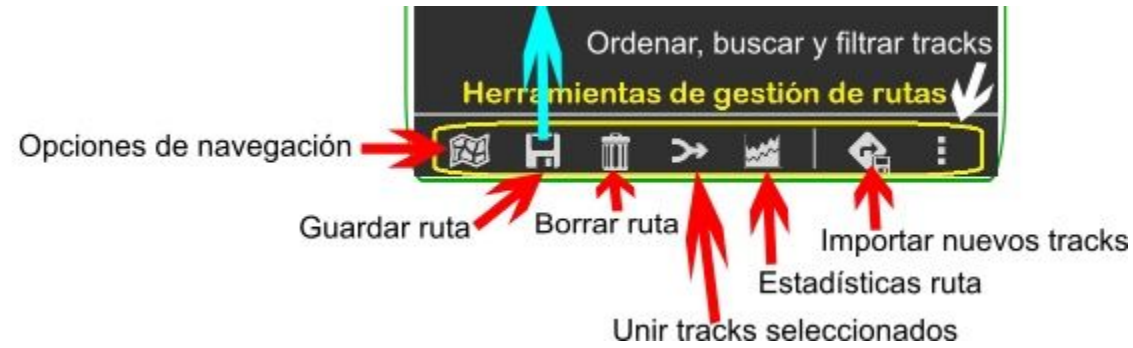 Ordenar, buscar y filtrar tracks
Herramientas de gestión de rutas
Opciones de navegación
Guardar ruta
Borrar ruta
Importar nuevos tracks
Estadísticas ruta
Unir tracks seleccionados